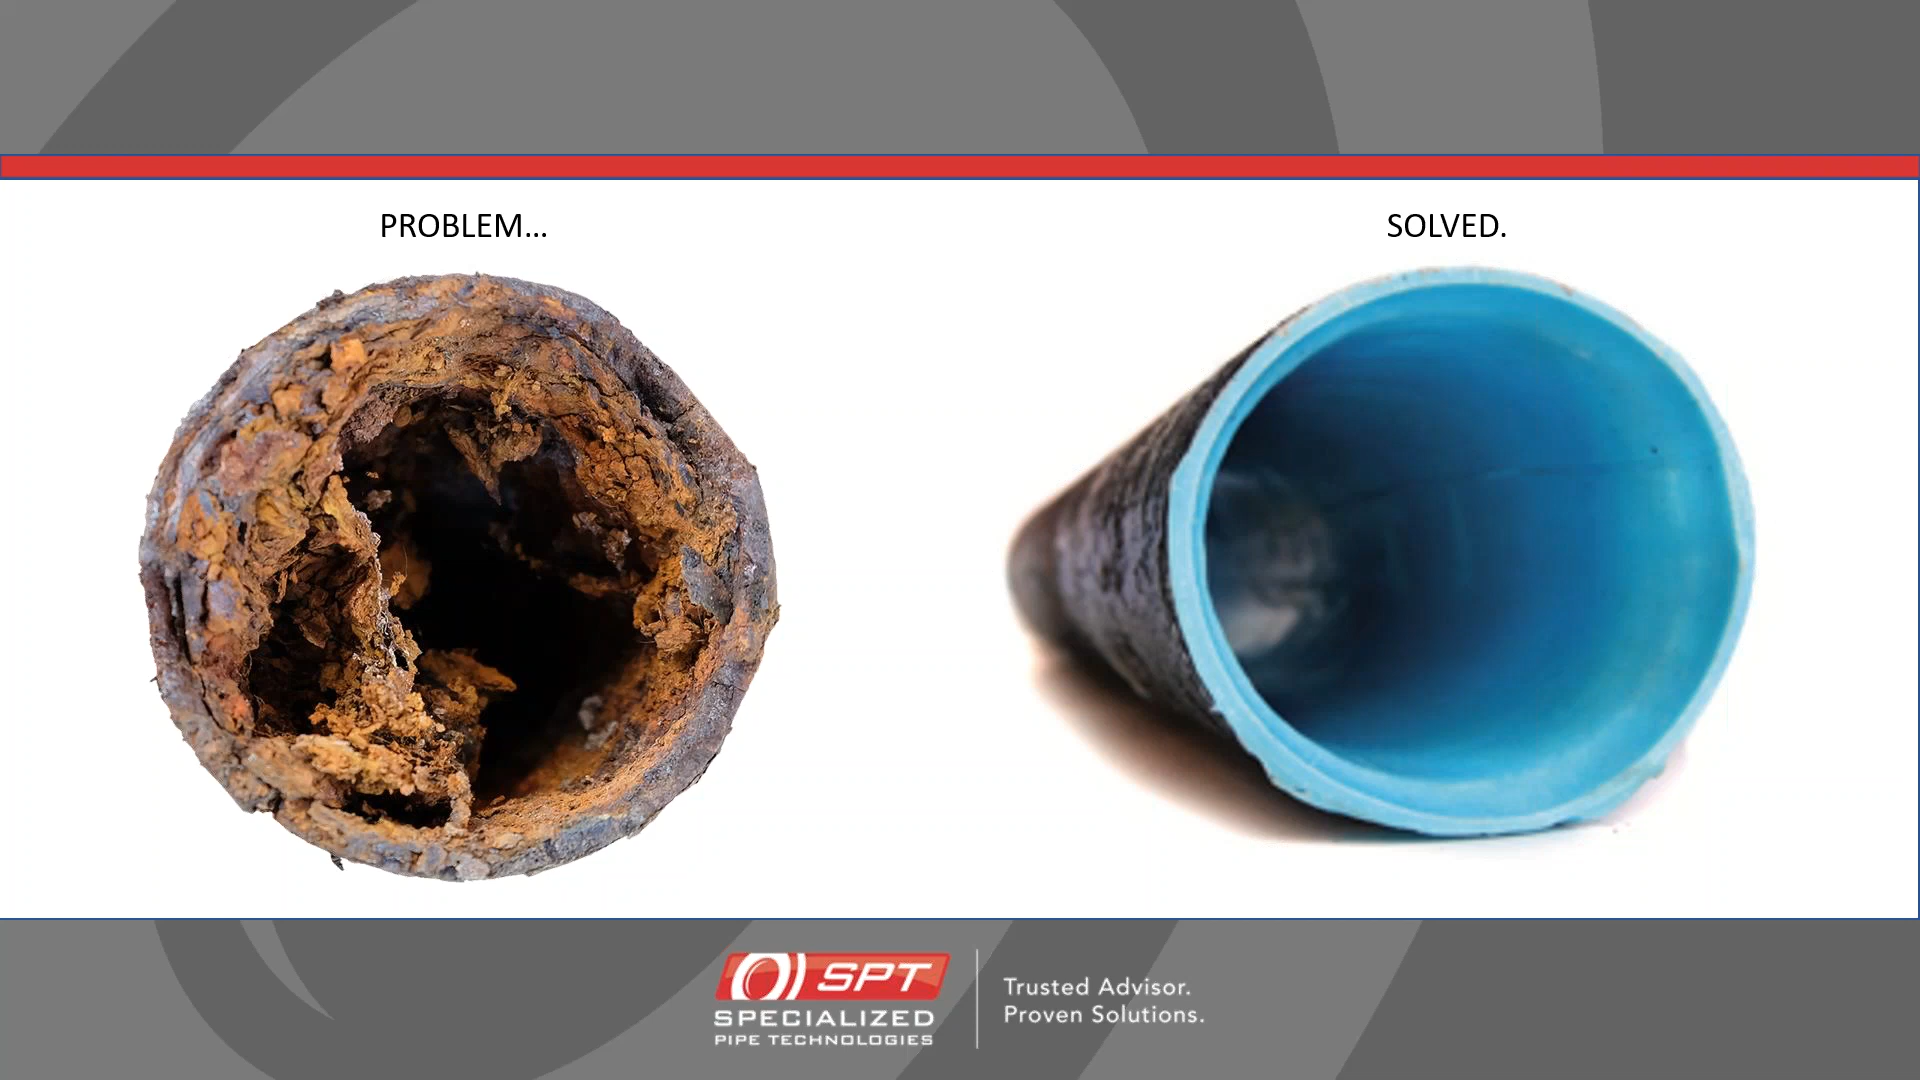 PROBLEM...
SOLVED.
SPT
SPECIALIZED
PIPE TECHNOLOGIES
Trusted Advisor.
Proven Solutions.